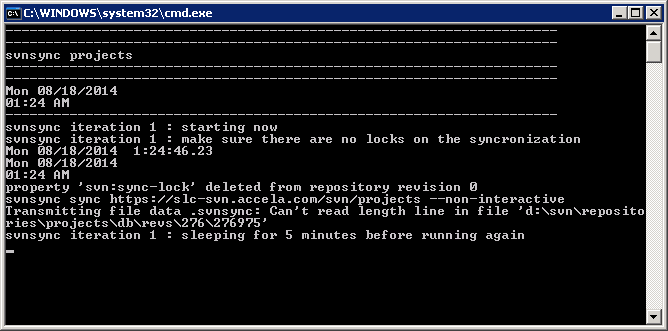 C:\WINDOWS\system32\cmd.exe
---------------------------------------------------------------------
---------------------------------------------------------------------
svnsync projects
---------------------------------------------------------------------
---------------------------------------------------------------------
Mon 08/18/2014
01:24 AM
---------------------------------------------------------------------
svnsync iteration 1 : starting now
svnsync iteration 1 : make sure there are no locks on the syncronization
Mon 08/18/2014  1:24:46.23
Mon 08/18/2014
01:24 AM
property 'svn:sync-lock' deleted from repository revision 0
svnsync sync https://slc-svn.accela.com/svn/projects --non-interactive
Transmitting file data .svnsync: Can't read length line in file 'd:\svn\reposito
ries\projects\db\revs\276\276975'
svnsync iteration 1 : sleeping for 5 minutes before running again